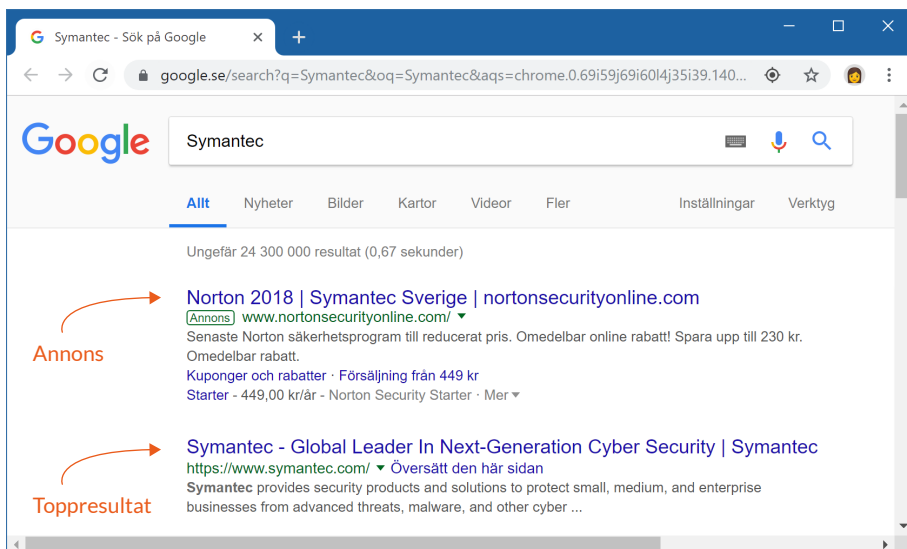 Symantec - Sök på Google
google.se/search?q=Symantec&oq=Symantec&aqs=chrome.0.69i59j69i60l4j35i39.140...
Google
Symantec
Allt Nyheter Bilder Kartor Videor Fler Inställningar Verktyg
Ungefär 24 300 000 resultat (0,67 sekunder)
Norton 2018 | Symantec Sverige | nortonsecurityonline.com
Annons www.nortonsecurityonline.com/
Senaste Norton säkerhetsprogram till reducerat pris. Omedelbar online rabatt! Spara upp till 230 kr.
Omedelbar rabatt.
Annons
Kuponger och rabatter · Försäljning från 449 kr
Starter - 449,00 kr/år - Norton Security Starter · Mer
Symantec - Global Leader In Next-Generation Cyber Security | Symantec
https://www.symantec.com/ Översätt den här sidan
Symantec provides security products and solutions to protect small, medium, and enterprise
Toppresultat
businesses from advanced threats, malware, and other cyber ...